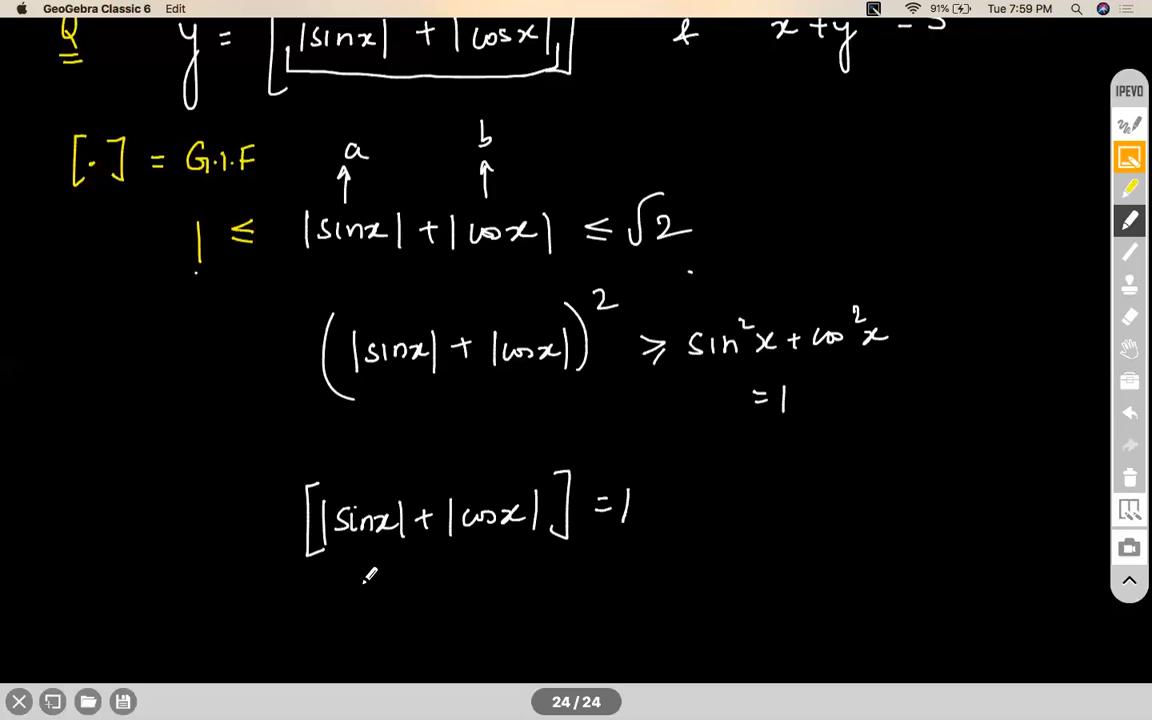 GeoGebra Classic 6 Edit 91% Tue 7:59 PM
Q y = [|sinx| + |cosx|] & x + y = 5
IPEVO
[.] = G.I.F
a b
1 ≤ |sinx| + |cosx| ≤ √2
(|sinx| + |cosx|)² ≥ sin²x + cos²x
= 1
[|sinx| + |cosx|] = 1
24 / 24